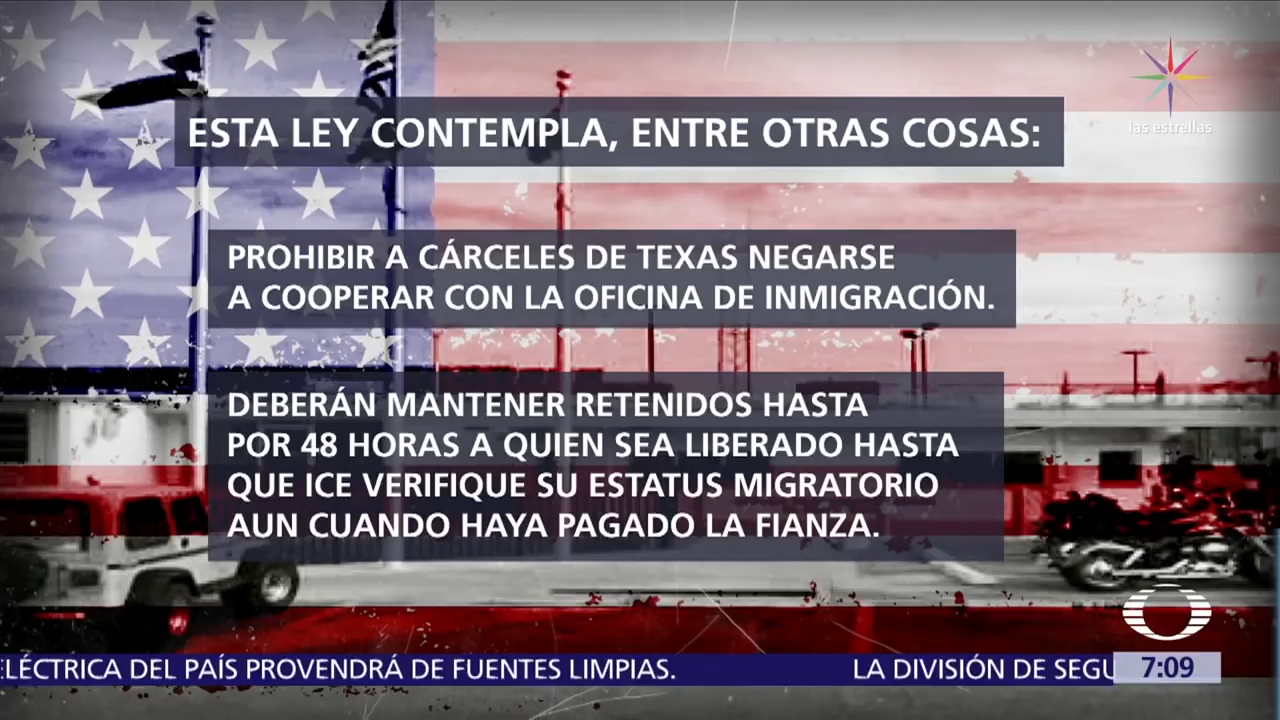 las estrellas
ESTA LEY CONTEMPLA, ENTRE OTRAS COSAS:
PROHIBIR A CÁRCELES DE TEXAS NEGARSE
A COOPERAR CON LA OFICINA DE INMIGRACIÓN.
DEBERÁN MANTENER RETENIDOS HASTA
POR 48 HORAS A QUIEN SEA LIBERADO HASTA
QUE ICE VERIFIQUE SU ESTATUS MIGRATORIO
AUN CUANDO HAYA PAGADO LA FIANZA.
ELÉCTRICA DEL PAÍS PROVENDRÁ DE FUENTES LIMPIAS. LA DIVISIÓN DE SEGU
7:09